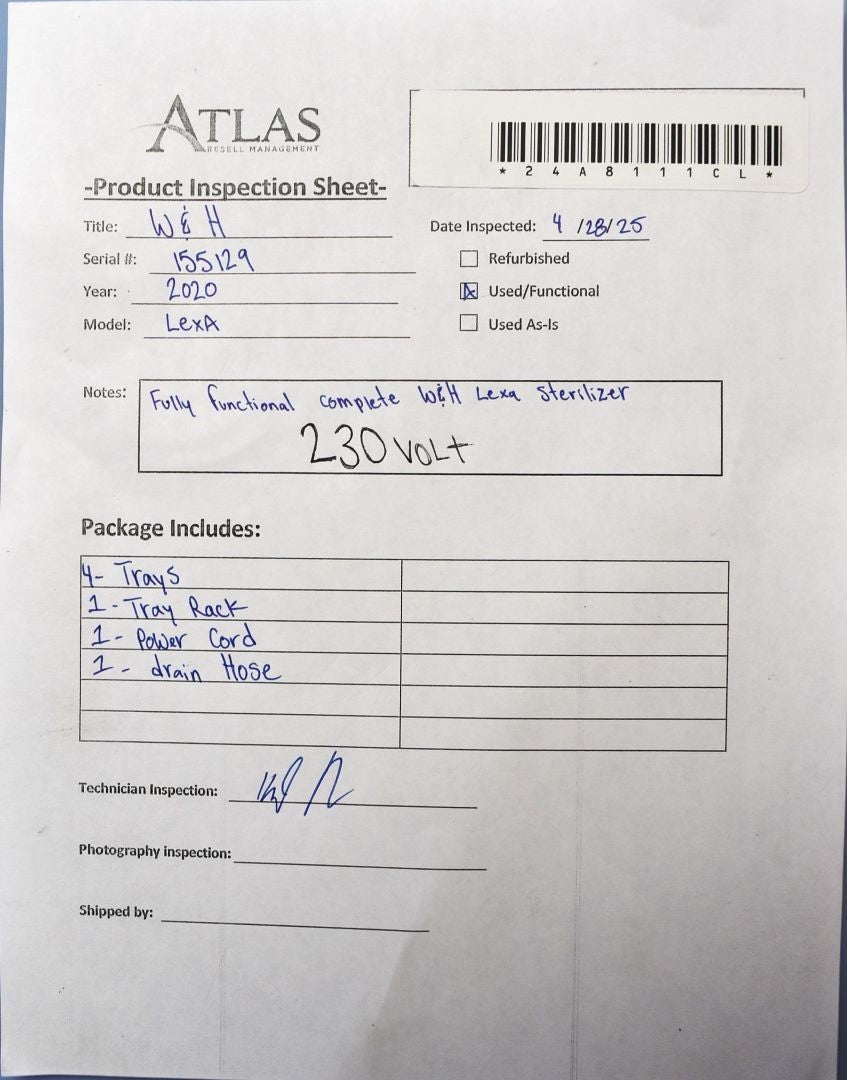 ATLAS
RESELL MANAGEMENT
* 2 4 A 8 1 1 1 C L *
-Product Inspection Sheet-
Title: W & H
Date Inspected: 4 /28/25
Serial #: 155129
Refurbished
Year: 2020
Used/Functional
Model: LexA
Used As-Is
Notes: Fully functional complete W&H Lexa Sterilizer
230 VOLT
Package Includes:
4- Trays
1 - Tray Rack
1 - Power Cord
1 - drain Hose
Technician Inspection:
Photography inspection:
Shipped by: